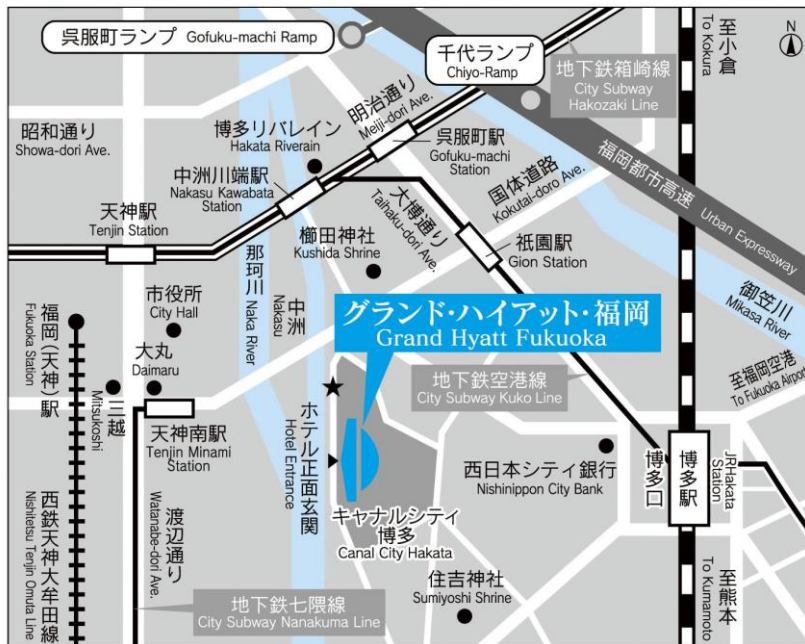 呉服町ランプ Gofuku-machi Ramp
千代ランプ
Chiyo-Ramp
地下鉄箱崎線
City Subway
Hakozaki Line
至小倉
To Kokura
N
昭和通り
Showa-dori Ave.
博多リバレイン
Hakata Riverain
明治通り
Meiji-dori Ave.
呉服町駅
Gofuku-machi
Station
福岡都市高速 Urban Expressway
中洲川端駅
Nakasu Kawabata
Station
国体道路
Kokutai-doro Ave.
大博通り
Taihaku-dori Ave.
天神駅
Tenjin Station
櫛田神社
Kushida Shrine
祇園駅
Gion Station
那珂川 Naka River
中洲
Nakasu
御笠川
Mikasa River
市役所
City Hall
福岡(天神)駅
Fukuoka Station
グランド・ハイアット・福岡
Grand Hyatt Fukuoka
大丸
Daimaru
三越
Mitsukoshi
地下鉄空港線
City Subway Kuko Line
至福岡空港
To Fukuoka Airport
天神南駅
Tenjin Minami
Station
ホテル正面玄関
Hotel Entrance
西日本シティ銀行
Nishinippon City Bank
博多口
博多駅
JR Hakata
Station
西鉄天神大牟田線
Nishitetsu Tenjin Omuta Line
渡辺通り
Watanabe-dori Ave.
キャナルシティ
博多
Canal City Hakata
住吉神社
Sumiyoshi Shrine
至熊本
To Kumamoto
地下鉄七隈線
City Subway Nanakuma Line